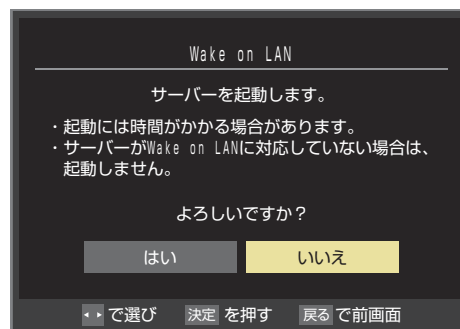 Wake on LAN
サーバーを起動します。
・起動には時間がかかる場合があります。
・サーバーがWake on LANに対応していない場合は、
起動しません。
よろしいですか？
はい いいえ
で選び 決定 を押す 戻る で前画面